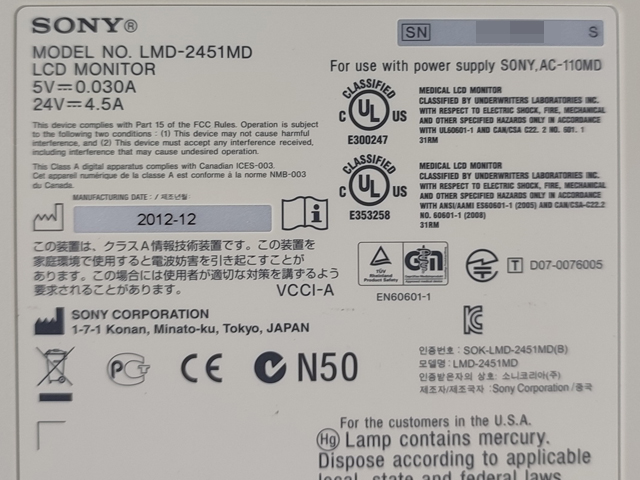 SONY®
MODEL NO. LMD-2451MD
LCD MONITOR
5V⎓0.030A
24V⎓4.5A
SN S
For use with power supply SONY, AC-110MD
This device complies with Part 15 of the FCC Rules. Operation is subject
to the following two conditions : (1) This device may not cause harmful
interference, and (2) This device must accept any interference received,
including interference that may cause undesired operation.
This Class A digital apparatus complies with Canadian ICES-003.
Cet appareil numérique de la classe A est conforme à la norme NMB-003
du Canada.
CLASSIFIED
C UL US
E300247
MEDICAL LCD MONITOR
CLASSIFIED BY UNDERWRITERS LABORATORIES INC.
WITH RESPECT TO ELECTRIC SHOCK, FIRE, MECHANICAL
AND OTHER SPECIFIED HAZARDS ONLY IN ACCORDANCE
WITH UL60601-1 AND CAN/CSA C22. 2 NO. 601. 1
31RM
CLASSIFIED
C UL US
E353258
MEDICAL LCD MONITOR
CLASSIFIED BY UNDERWRITERS LABORATORIES INC.
WITH RESPECT TO ELECTRIC SHOCK, FIRE, MECHANICAL
AND OTHER SPECIFIED HAZARDS ONLY IN ACCORDANCE
WITH ANSI/AAMI ES60601-1 (2005) AND CAN/CSA-C22.2
NO. 60601-1 (2008)
31RM
MANUFACTURING DATE : / 제조년월 :
2012-12
この装置は、クラスA情報技術装置です。この装置を
家庭環境で使用すると電波妨害を引き起こすことが
あります。この場合には使用者が適切な対策を講ずるよう
要求されることがあります。 VCCI-A
TÜV
Rheinland
Product Safety
EN60601-1
T D07-0076005
SONY CORPORATION
1-7-1 Konan, Minato-ku, Tokyo, JAPAN
CE N50
인증번호 : SOK-LMD-2451MD(B)
모델명 : LMD-2451MD
인증받은자의 상호: 소니코리아(주)
제조자/제조국가 : Sony Corporation /중국
For the customers in the U.S.A.
Hg Lamp contains mercury.
Dispose according to applicable
local, state and federal laws.